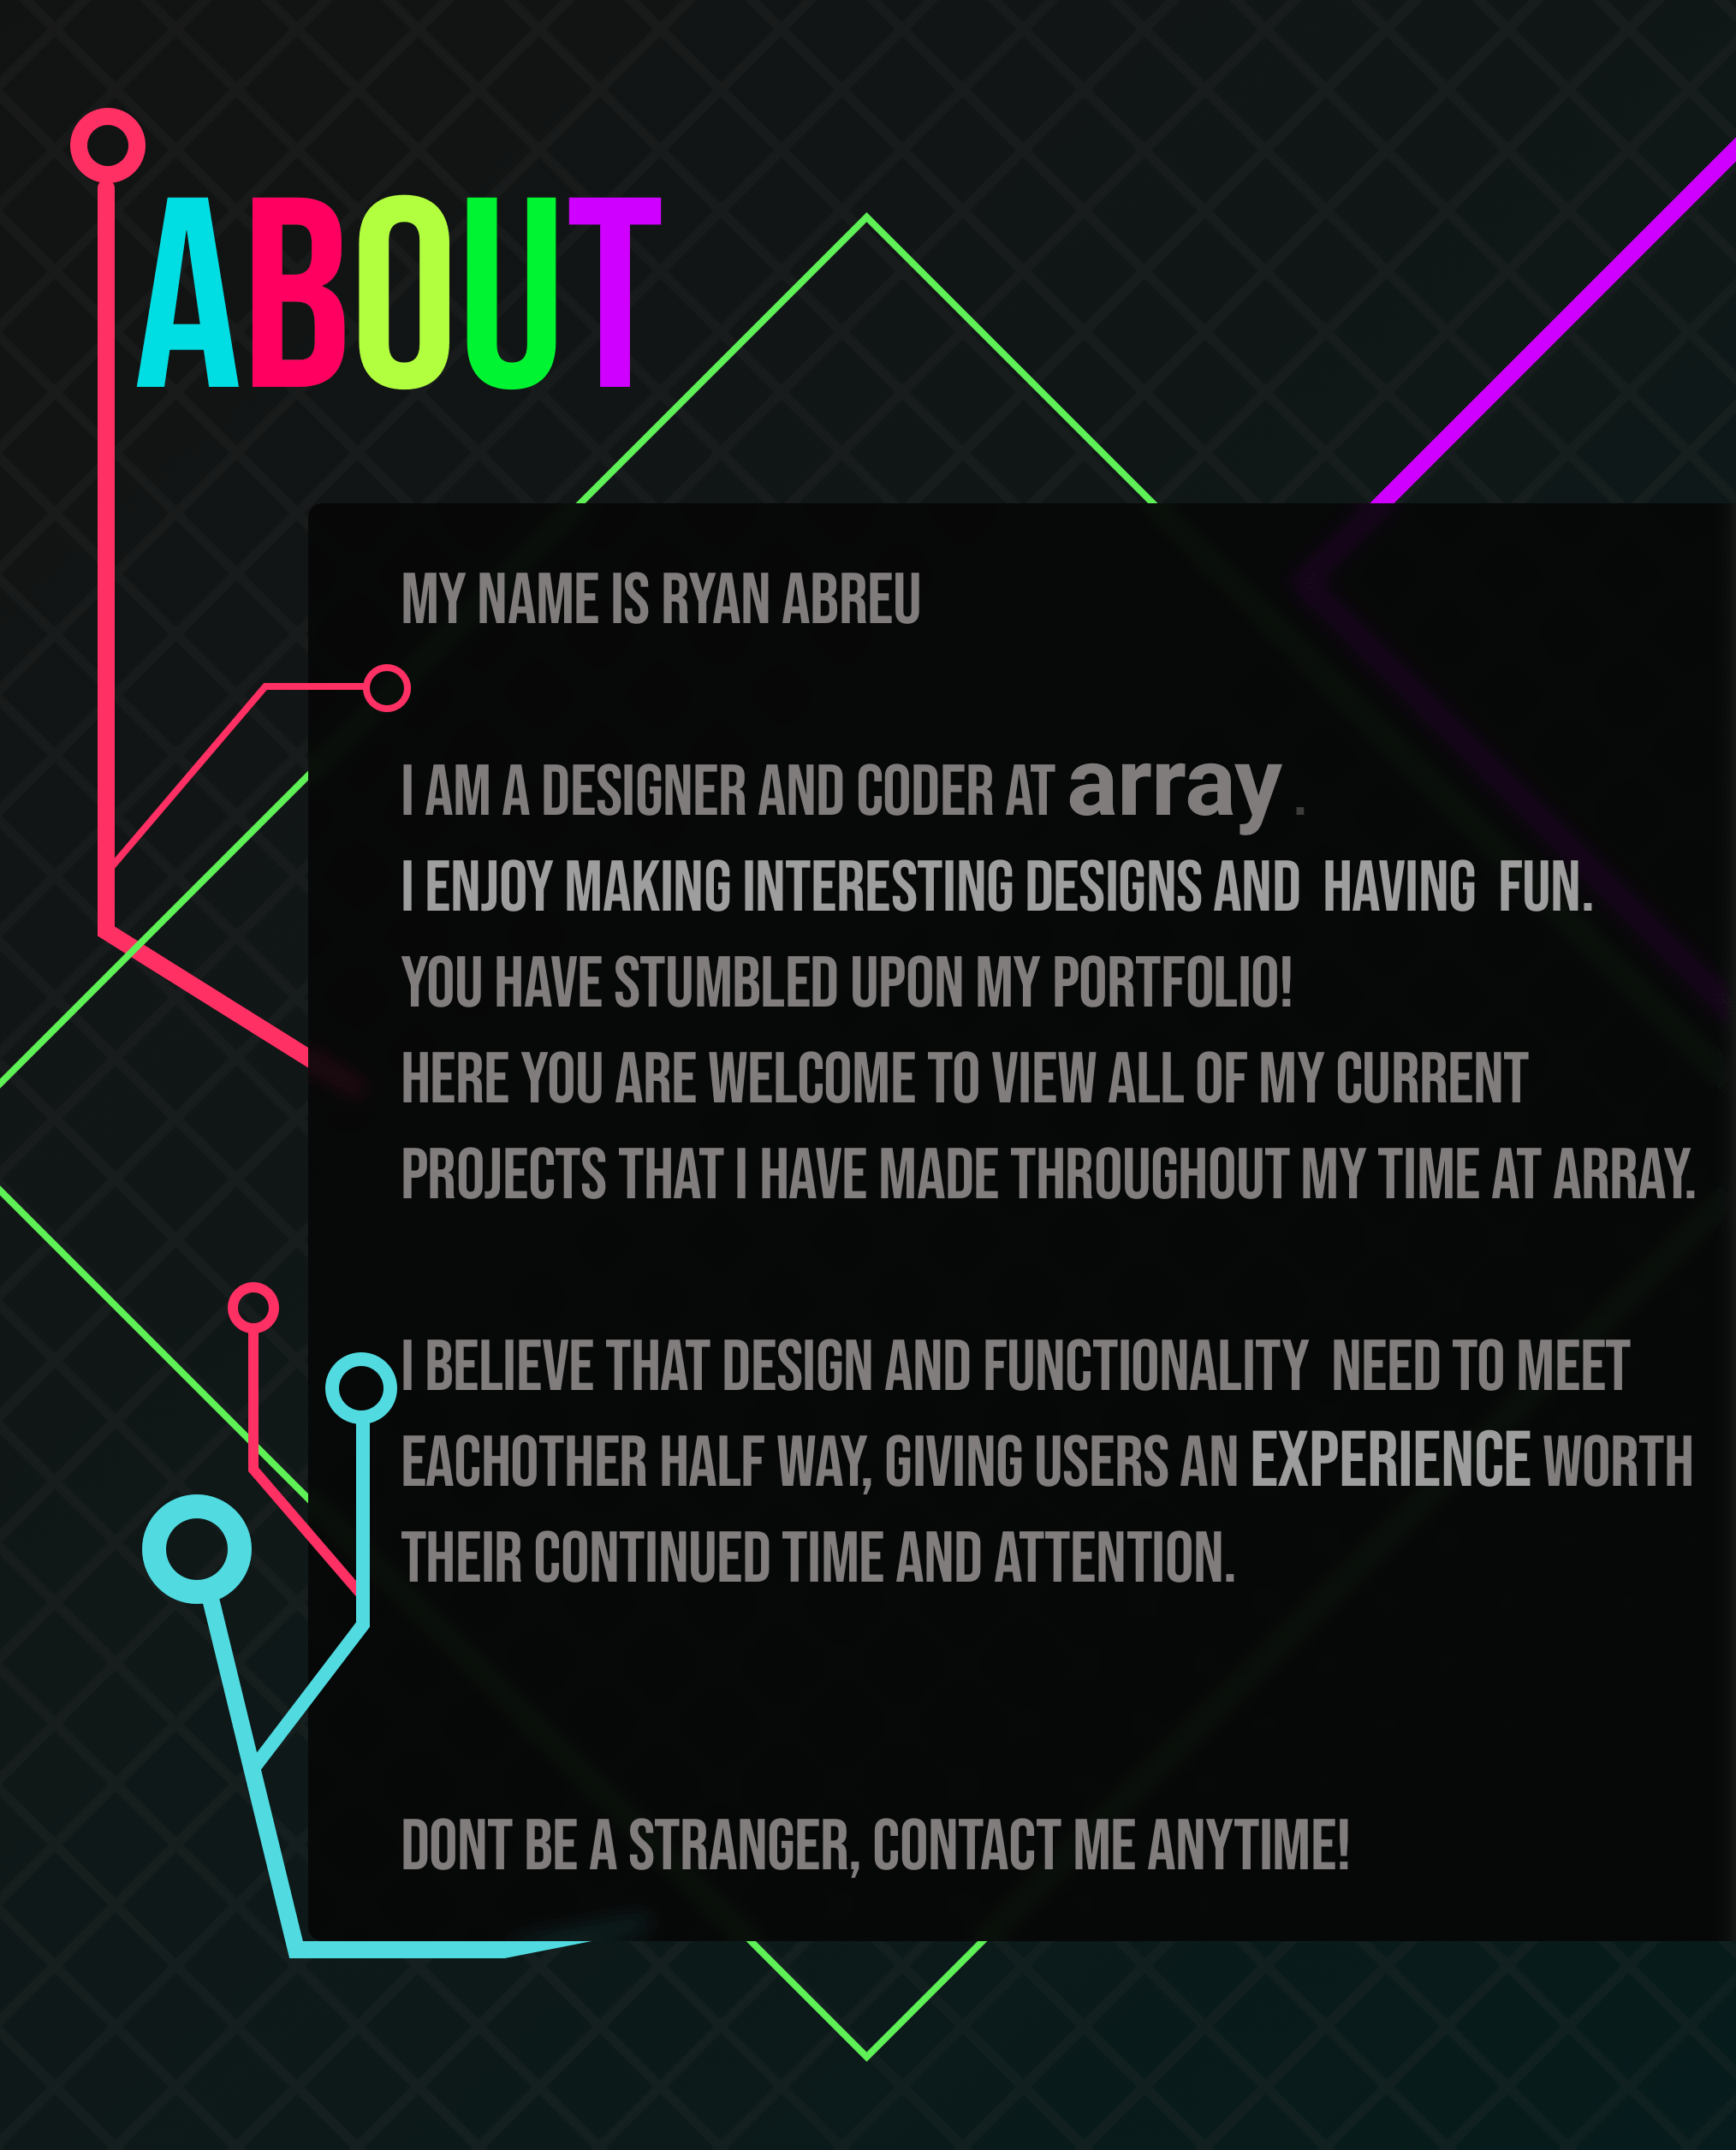 ABOUT
MY NAME IS RYAN ABREU
I AM A DESIGNER AND CODER AT array .
I ENJOY MAKING INTERESTING DESIGNS AND HAVING FUN.
YOU HAVE STUMBLED UPON MY PORTFOLIO!
HERE YOU ARE WELCOME TO VIEW ALL OF MY CURRENT
PROJECTS THAT I HAVE MADE THROUGHOUT MY TIME AT ARRAY.
I BELIEVE THAT DESIGN AND FUNCTIONALITY NEED TO MEET
EACHOTHER HALF WAY, GIVING USERS AN EXPERIENCE WORTH
THEIR CONTINUED TIME AND ATTENTION.
DONT BE A STRANGER, CONTACT ME ANYTIME!